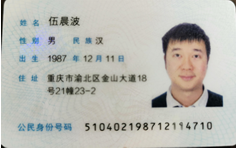 姓名 伍晨波
性别 男 民族 汉
出生 1987 年 12 月 11 日
住址 重庆市渝北区金山大道18
号21幢23-2
公民身份号码 510402198712114710